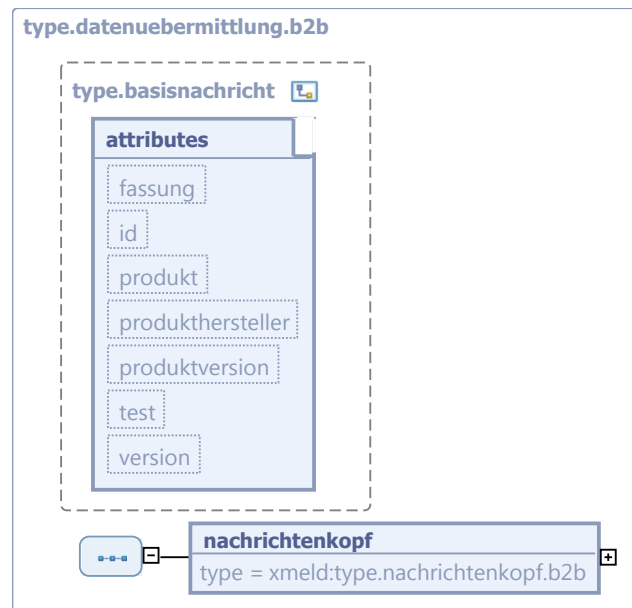 type.datenuebermittlung.b2b
type.basisnachricht
attributes
fassung
id
produkt
produkthersteller
produktversion
test
version
nachrichtenkopf
type = xmeld:type.nachrichtenkopf.b2b